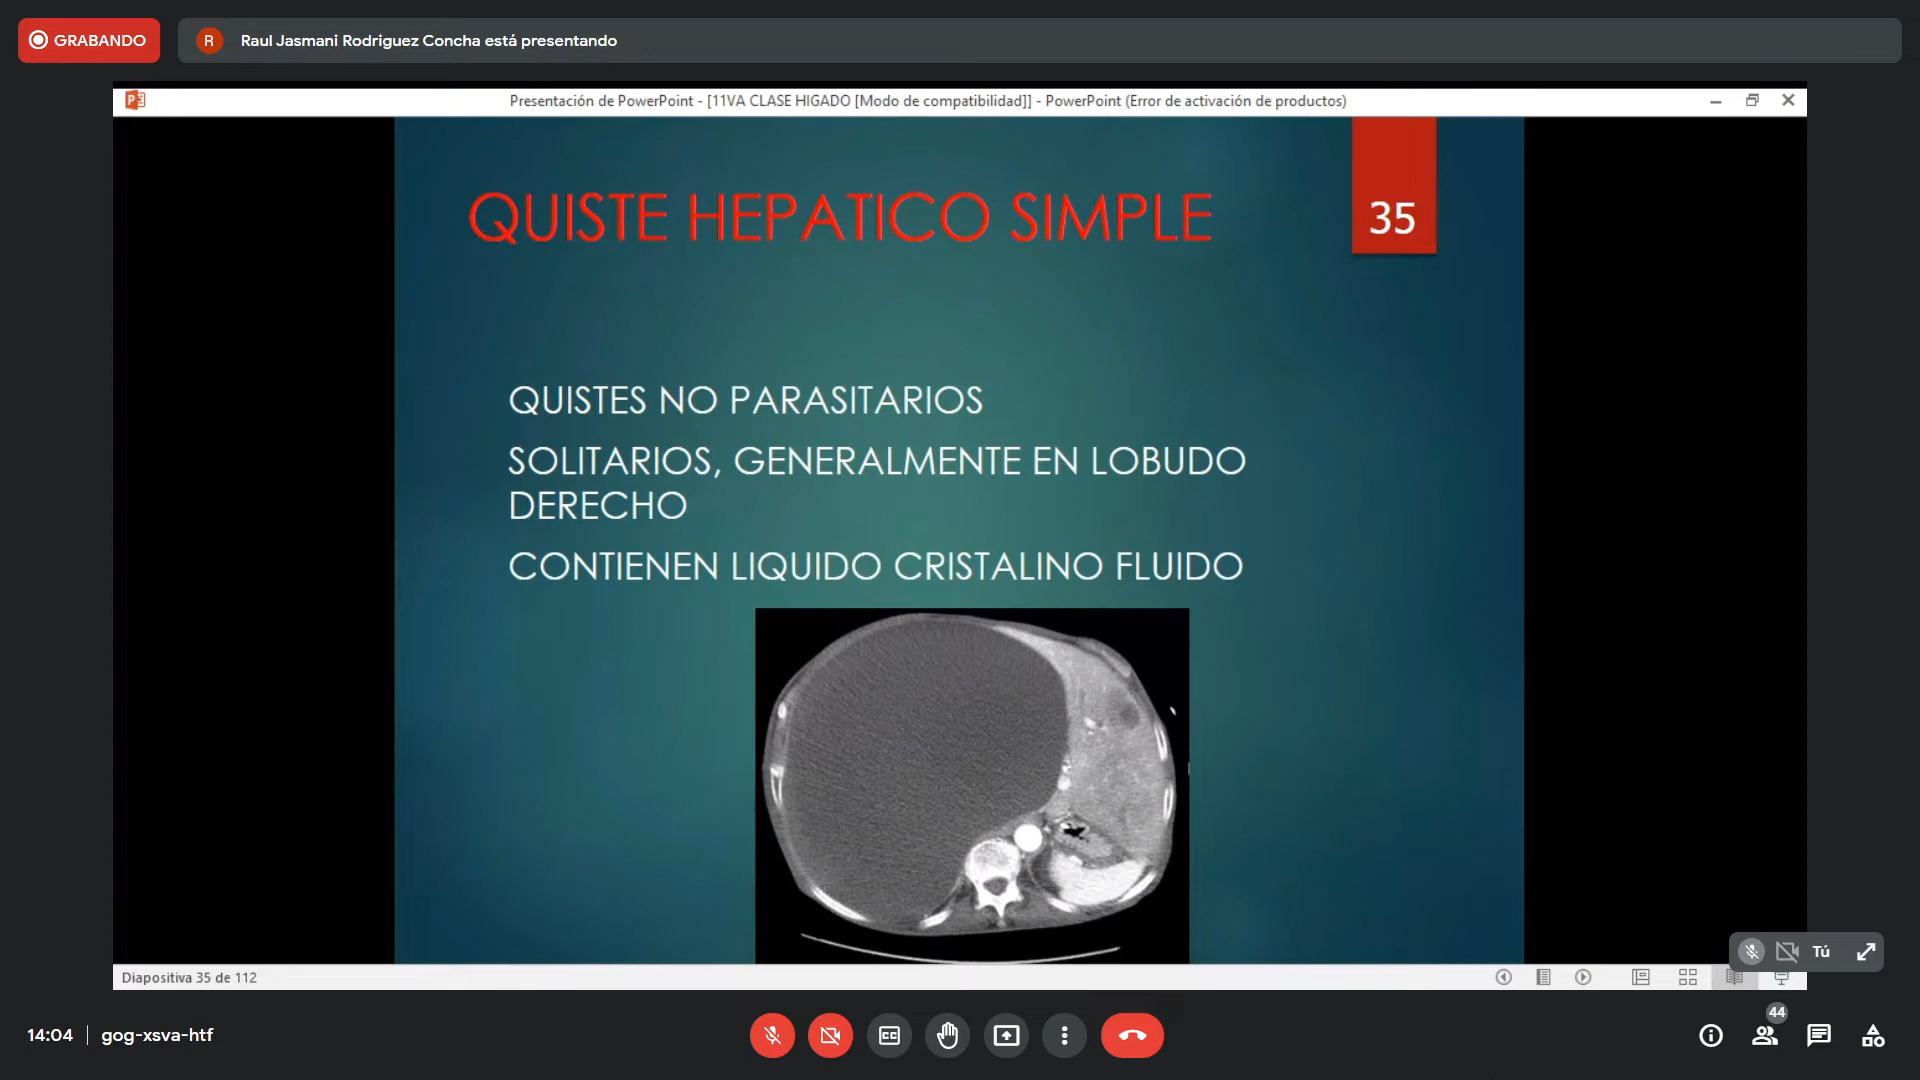 GRABANDO
R
Raul Jasmani Rodriguez Concha está presentando
Presentación de PowerPoint - [11VA CLASE HIGADO [Modo de compatibilidad]] - PowerPoint (Error de activación de productos)
QUISTE HEPATICO SIMPLE
35
QUISTES NO PARASITARIOS
SOLITARIOS, GENERALMENTE EN LOBUDO
DERECHO
CONTIENEN LIQUIDO CRISTALINO FLUIDO
Tú
Diapositiva 35 de 112
14:04 | gog-xsva-htf
CC
44